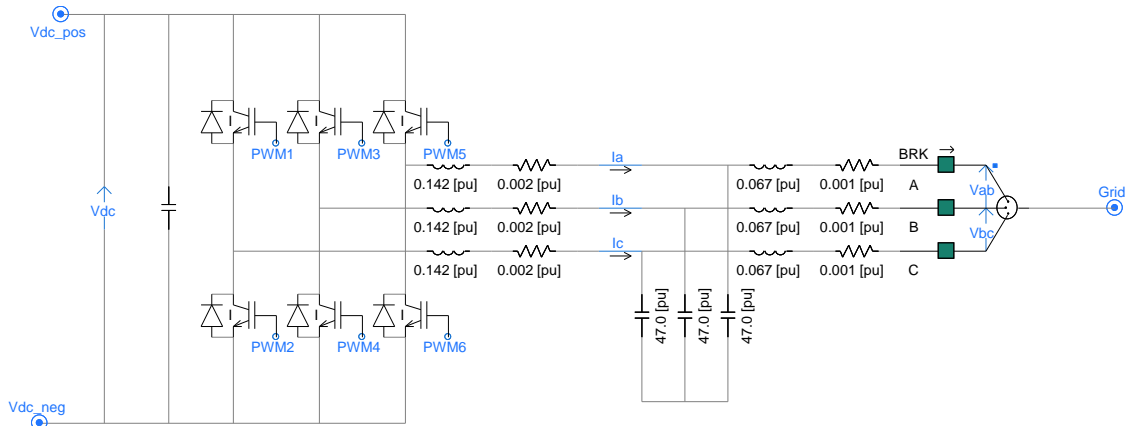 Vdc_pos
PWM1
PWM3
PWM5
BRK
Ia
0.142 [pu]
0.002 [pu]
0.067 [pu]
0.001 [pu]
A
Vab
Grid
Vdc
Ib
0.142 [pu]
0.002 [pu]
0.067 [pu]
0.001 [pu]
B
Vbc
Ic
0.142 [pu]
0.002 [pu]
0.067 [pu]
0.001 [pu]
C
47.0 [pu]
47.0 [pu]
47.0 [pu]
PWM2
PWM4
PWM6
Vdc_neg